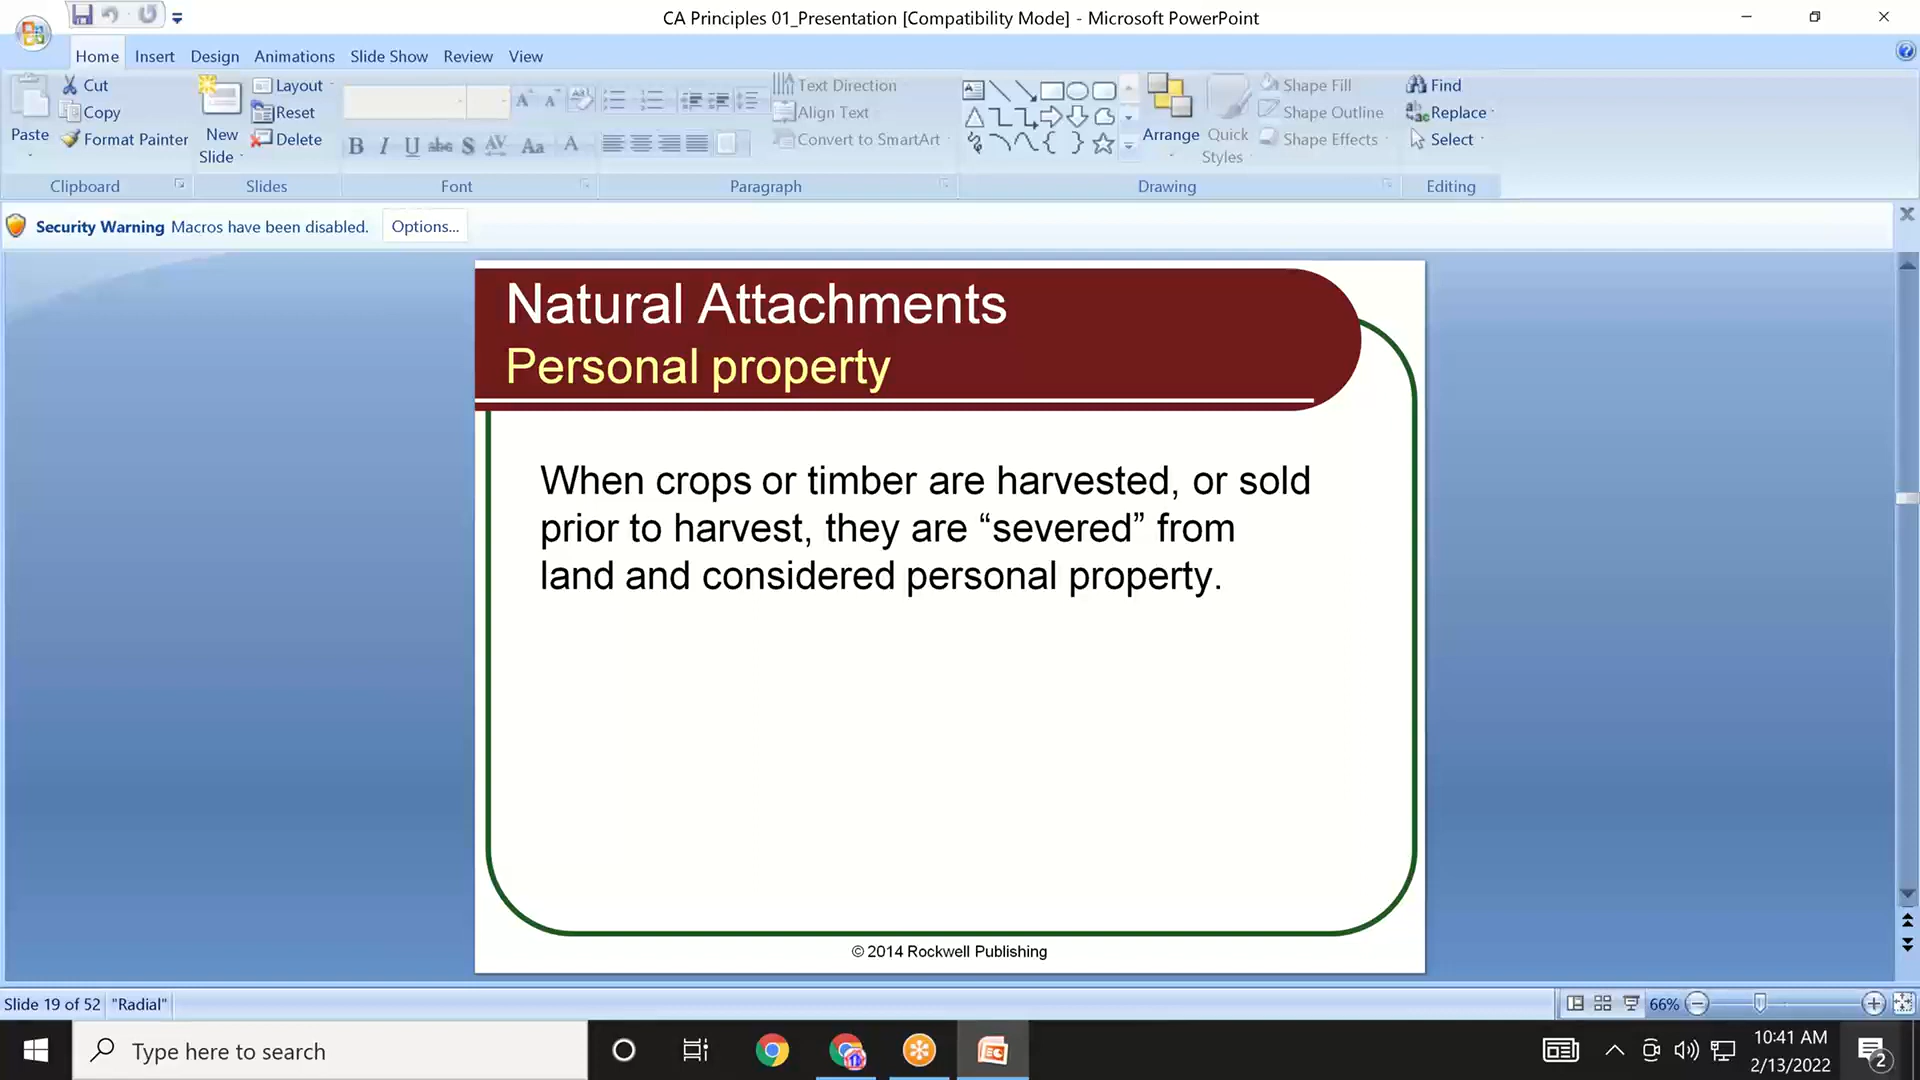 CA Principles 01_Presentation [Compatibility Mode] - Microsoft PowerPoint
Home Insert Design Animations Slide Show Review View
Paste
Cut
Copy
Format Painter
Clipboard
New
Slide
Layout
Reset
Delete
Slides
B I U abc S AV Aa A
Font
Text Direction
Align Text
Convert to SmartArt
Paragraph
Arrange
Quick
Styles
Shape Fill
Shape Outline
Shape Effects
Drawing
Find
Replace
Select
Editing
Security Warning Macros have been disabled. Options...
Natural Attachments
Personal property
When crops or timber are harvested, or sold
prior to harvest, they are “severed” from
land and considered personal property.
© 2014 Rockwell Publishing
Slide 19 of 52 "Radial" 66%
Type here to search
10:41 AM
2/13/2022
2